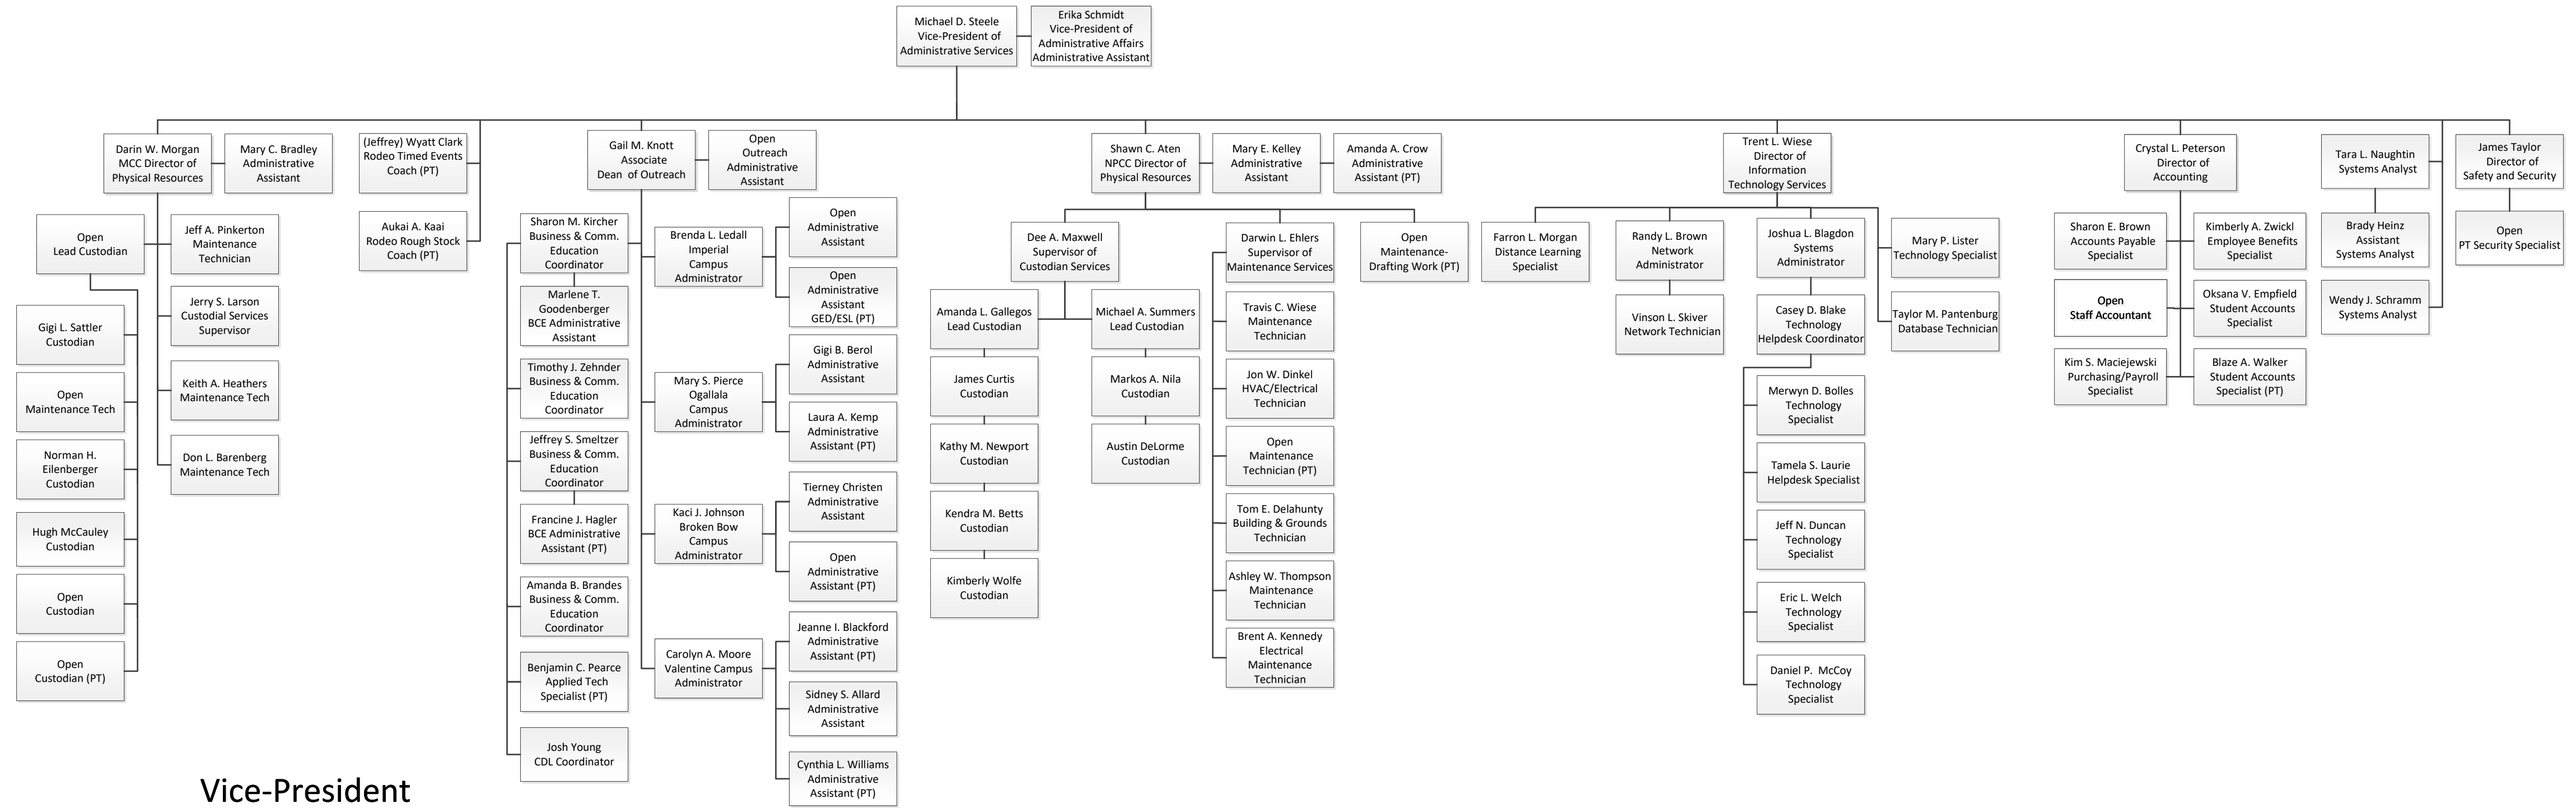 Michael D. Steele
Vice-President of
Administrative Services
Erika Schmidt
Vice-President of
Administrative Affairs
Administrative Assistant
Darin W. Morgan
MCC Director of
Physical Resources
Mary C. Bradley
Administrative
Assistant
Open
Lead Custodian
Jeff A. Pinkerton
Maintenance
Technician
Jerry S. Larson
Custodial Services
Supervisor
Keith A. Heathers
Maintenance Tech
Don L. Barenberg
Maintenance Tech
Gigi L. Sattler
Custodian
Open
Maintenance Tech
Norman H.
Eilenberger
Custodian
Hugh McCauley
Custodian
Open
Custodian
Open
Custodian (PT)
(Jeffrey) Wyatt Clark
Rodeo Timed Events
Coach (PT)
Aukai A. Kaai
Rodeo Rough Stock
Coach (PT)
Gail M. Knott
Associate
Dean of Outreach
Open
Outreach
Administrative
Assistant
Sharon M. Kircher
Business & Comm.
Education
Coordinator
Marlene T.
Goodenberger
BCE Administrative
Assistant
Timothy J. Zehnder
Business & Comm.
Education
Coordinator
Jeffrey S. Smeltzer
Business & Comm.
Education
Coordinator
Francine J. Hagler
BCE Administrative
Assistant (PT)
Amanda B. Brandes
Business & Comm.
Education
Coordinator
Benjamin C. Pearce
Applied Tech
Specialist (PT)
Josh Young
CDL Coordinator
Brenda L. Ledall
Imperial
Campus
Administrator
Open
Administrative
Assistant
Open
Administrative
Assistant
GED/ESL (PT)
Mary S. Pierce
Ogallala
Campus
Administrator
Gigi B. Berol
Administrative
Assistant
Laura A. Kemp
Administrative
Assistant (PT)
Kaci J. Johnson
Broken Bow
Campus
Administrator
Tierney Christen
Administrative
Assistant
Open
Administrative
Assistant (PT)
Carolyn A. Moore
Valentine Campus
Administrator
Jeanne I. Blackford
Administrative
Assistant (PT)
Sidney S. Allard
Administrative
Assistant
Cynthia L. Williams
Administrative
Assistant (PT)
Shawn C. Aten
NPCC Director of
Physical Resources
Mary E. Kelley
Administrative
Assistant
Amanda A. Crow
Administrative
Assistant (PT)
Dee A. Maxwell
Supervisor of
Custodian Services
Amanda L. Gallegos
Lead Custodian
James Curtis
Custodian
Kathy M. Newport
Custodian
Kendra M. Betts
Custodian
Kimberly Wolfe
Custodian
Michael A. Summers
Lead Custodian
Markos A. Nila
Custodian
Austin DeLorme
Custodian
Darwin L. Ehlers
Supervisor of
Maintenance Services
Travis C. Wiese
Maintenance
Technician
Jon W. Dinkel
HVAC/Electrical
Technician
Open
Maintenance
Technician (PT)
Tom E. Delahunty
Building & Grounds
Technician
Ashley W. Thompson
Maintenance
Technician
Brent A. Kennedy
Electrical
Maintenance
Technician
Open
Maintenance-
Drafting Work (PT)
Trent L. Wiese
Director of
Information
Technology Services
Farron L. Morgan
Distance Learning
Specialist
Randy L. Brown
Network
Administrator
Vinson L. Skiver
Network Technician
Joshua L. Blagdon
Systems
Administrator
Casey D. Blake
Technology
Helpdesk Coordinator
Merwyn D. Bolles
Technology
Specialist
Tamela S. Laurie
Helpdesk Specialist
Jeff N. Duncan
Technology
Specialist
Eric L. Welch
Technology
Specialist
Daniel P. McCoy
Technology
Specialist
Mary P. Lister
Technology Specialist
Taylor M. Pantenburg
Database Technician
Crystal L. Peterson
Director of
Accounting
Sharon E. Brown
Accounts Payable
Specialist
Kimberly A. Zwickl
Employee Benefits
Specialist
Open
Staff Accountant
Oksana V. Empfield
Student Accounts
Specialist
Kim S. Maciejewski
Purchasing/Payroll
Specialist
Blaze A. Walker
Student Accounts
Specialist (PT)
Tara L. Naughtin
Systems Analyst
Brady Heinz
Assistant
Systems Analyst
Wendy J. Schramm
Systems Analyst
James Taylor
Director of
Safety and Security
Open
PT Security Specialist
Vice-President